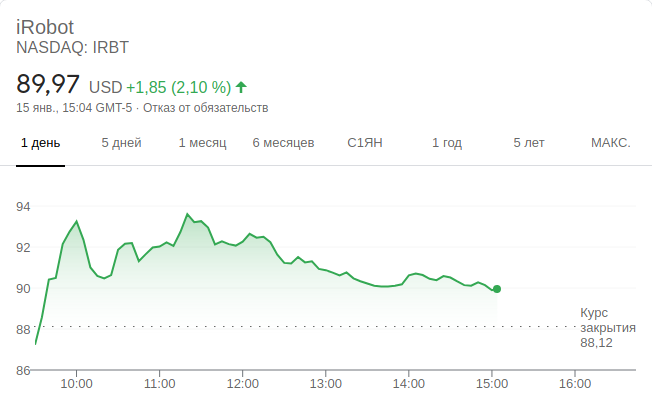 iRobot
NASDAQ: IRBT
89,97 USD +1,85 (2,10 %)
15 янв., 15:04 GMT-5 · Отказ от обязательств
1 день 5 дней 1 месяц 6 месяцев С1ЯН 1 год 5 лет МАКС.
94
92
90
88
86
Курс
закрытия
88,12
10:00 11:00 12:00 13:00 14:00 15:00 16:00